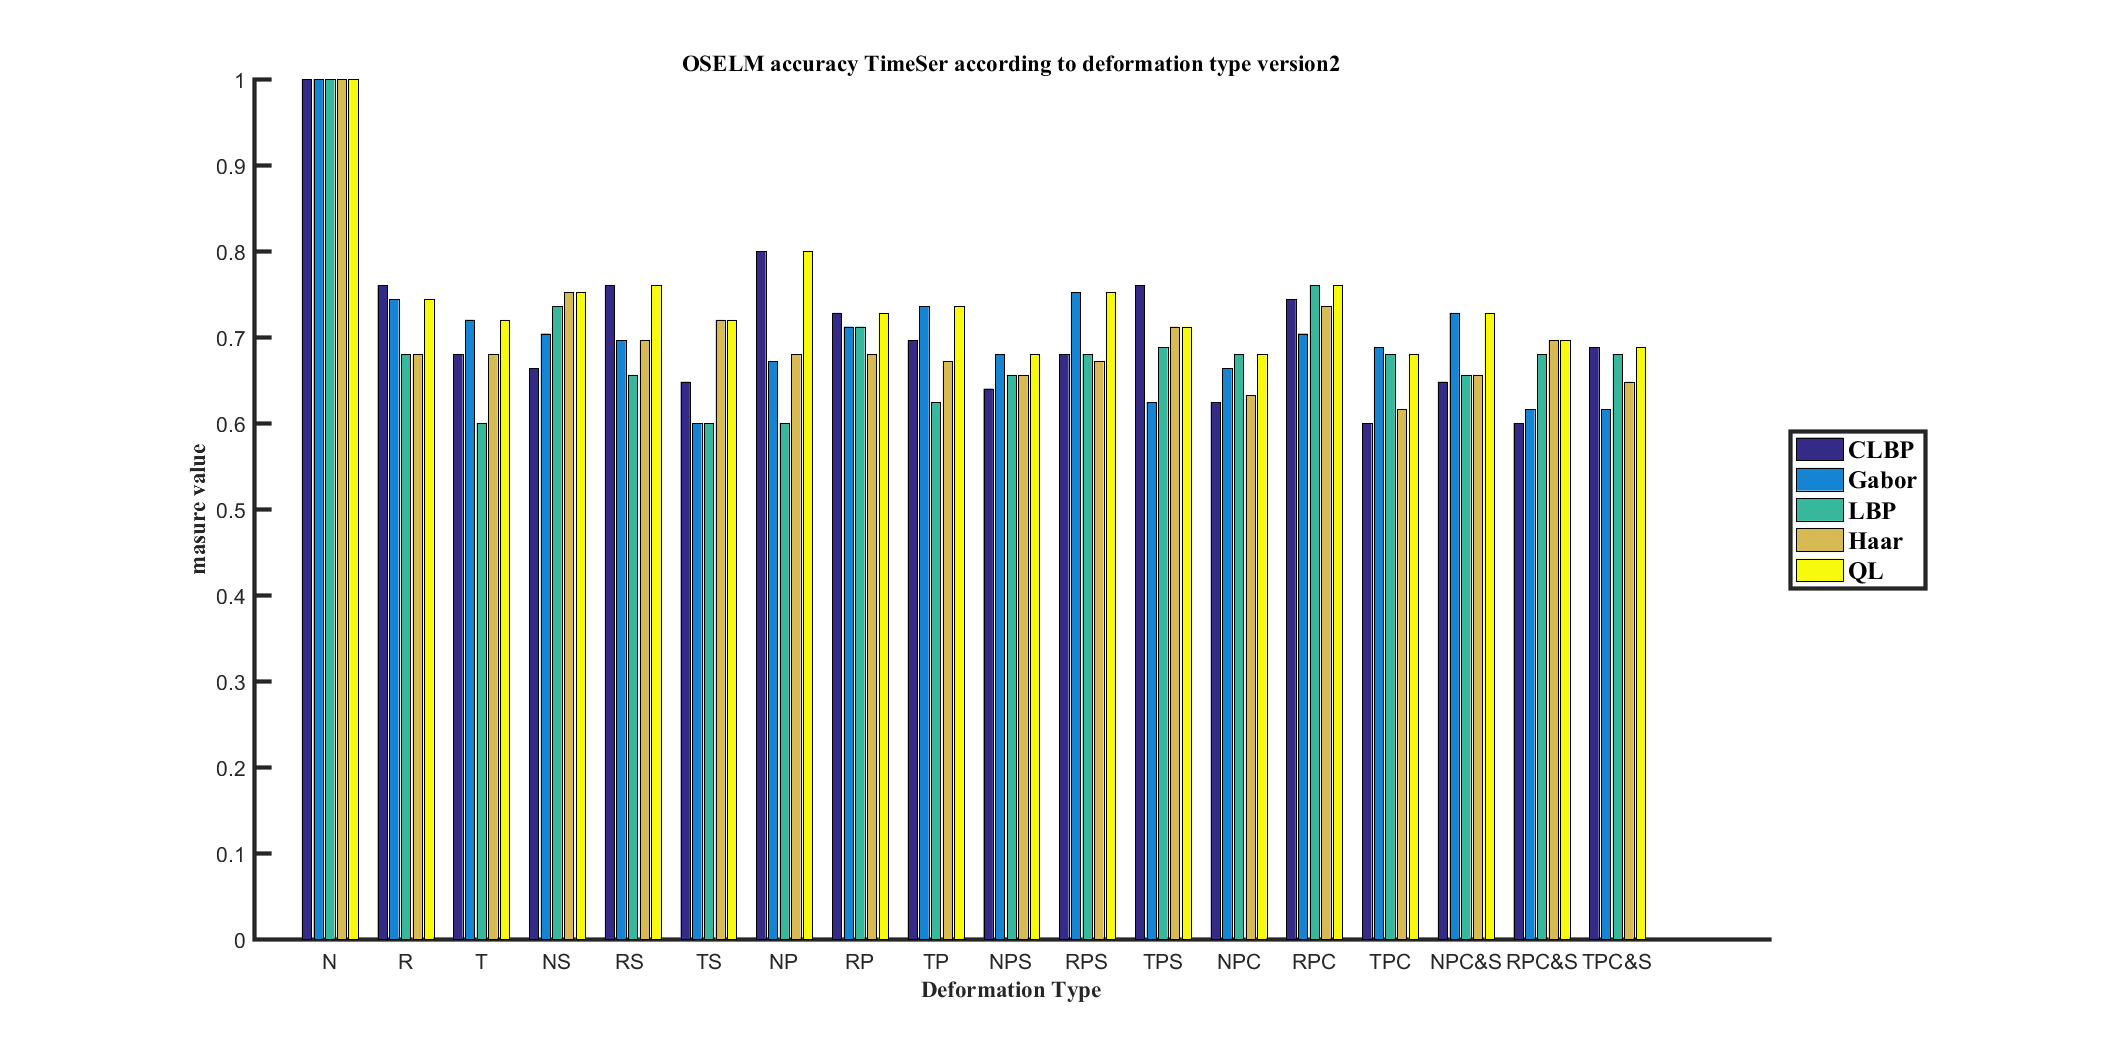 OSELM accuracy TimeSer according to deformation type version2
1
0.9
0.8
0.7
0.6
0.5
0.4
0.3
0.2
0.1
0
masure value
N R T NS RS TS NP RP TP NPS RPS TPS NPC RPC TPC NPC&S RPC&S TPC&S
Deformation Type
CLBP
Gabor
LBP
Haar
QL